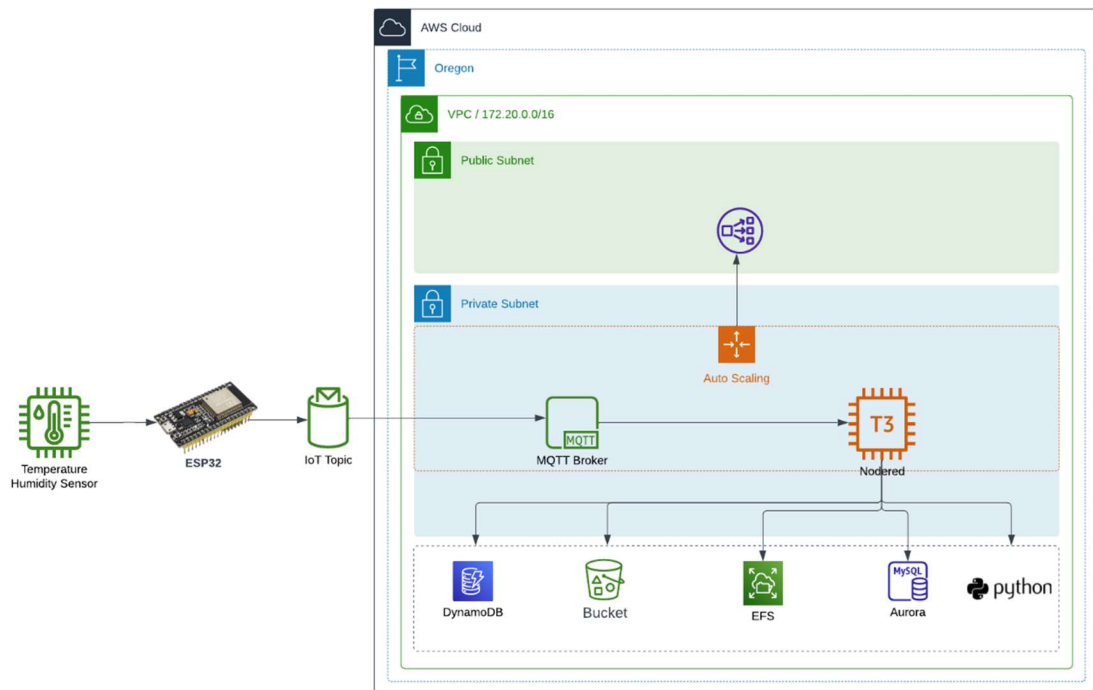 AWS Cloud
Oregon
VPC / 172.20.0.0/16
Public Subnet
Private Subnet
Auto Scaling
T3
MQTT
Temperature
Humidity Sensor
ESP32
IoT Topic
MQTT Broker
Nodered
DynamoDB
Bucket
EFS
MySQL
Aurora
python